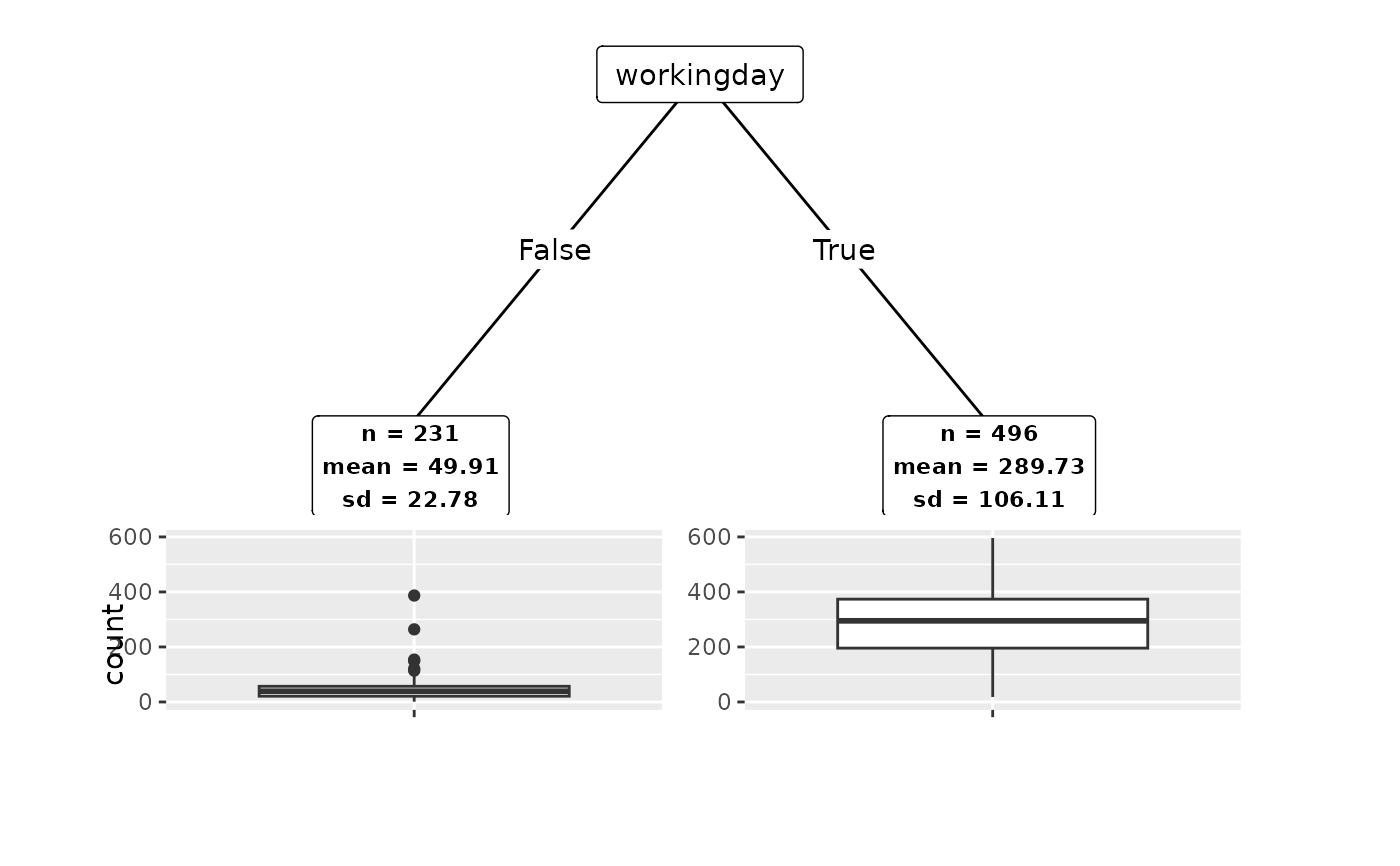 workingday
False
True
n = 231
mean = 49.91
sd = 22.78
n = 496
mean = 289.73
sd = 106.11
count
600
400
200
0
600
400
200
0